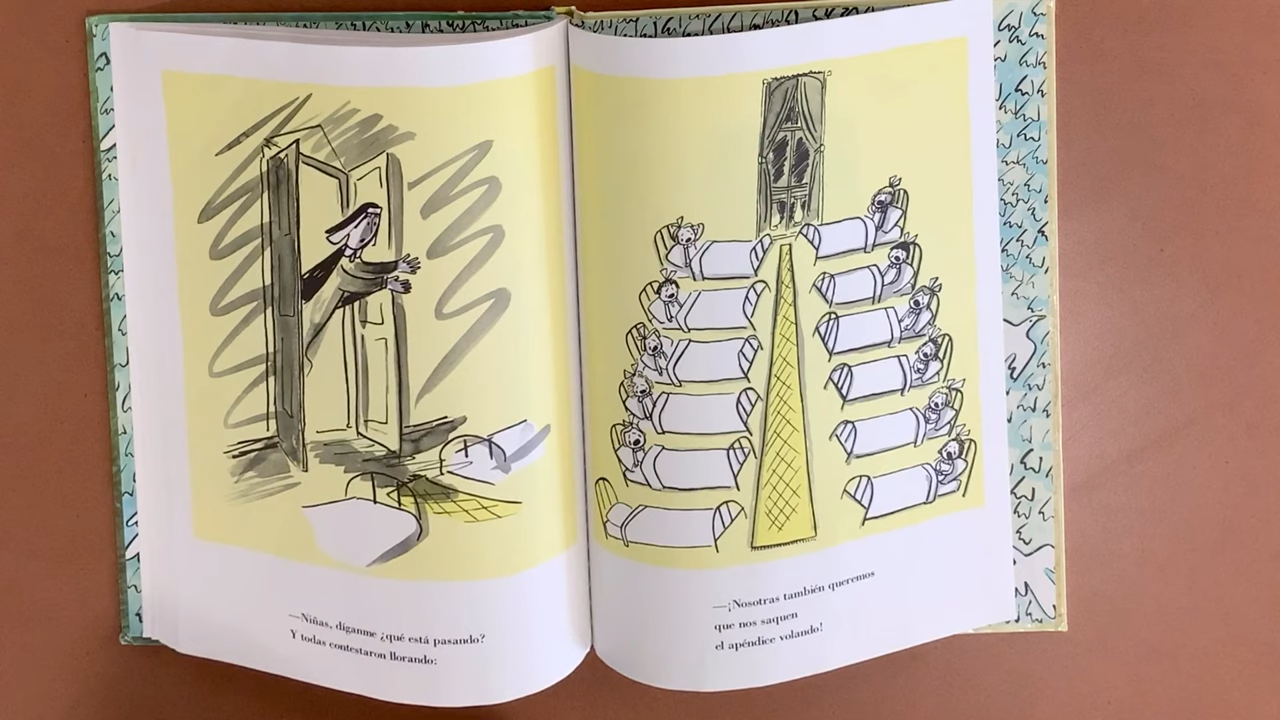 —Niñas, díganme ¿qué está pasando?
Y todas contestaron llorando:
—¡Nosotras también queremos
que nos saquen
el apéndice volando!